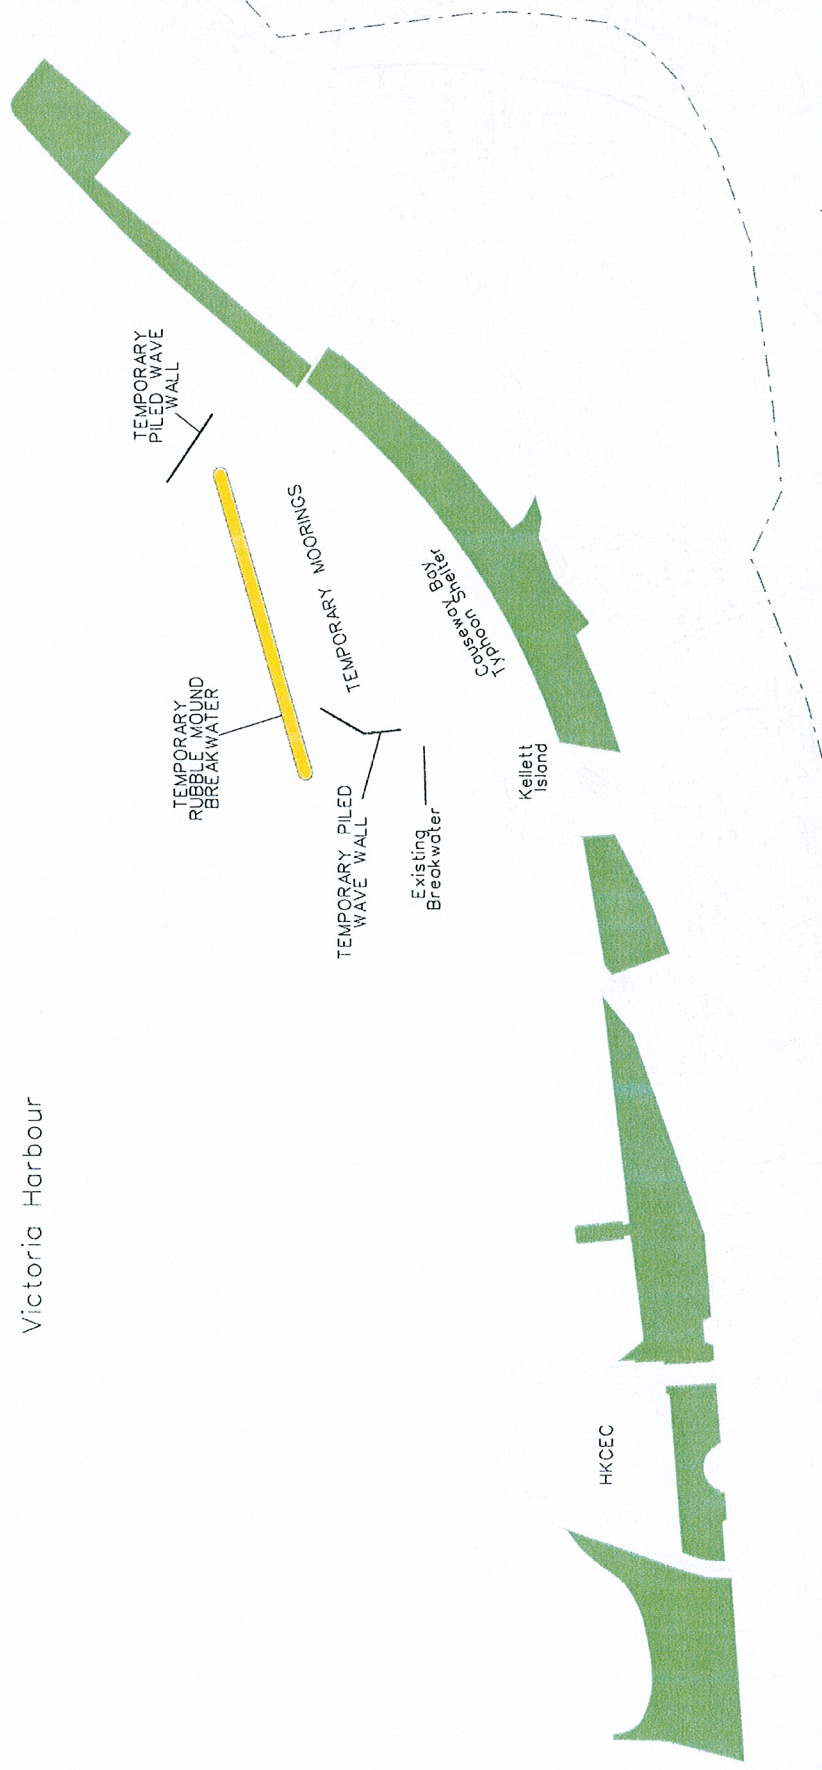 Victoria Harbour
TEMPORARY
PILED WAVE
WALL
TEMPORARY
RUBBLE MOUND
BREAKWATER
TEMPORARY MOORINGS
TEMPORARY PILED
WAVE WALL
Existing
Breakwater
Causeway Bay
Typhoon Shelter
Kellett
Island
HKCEC